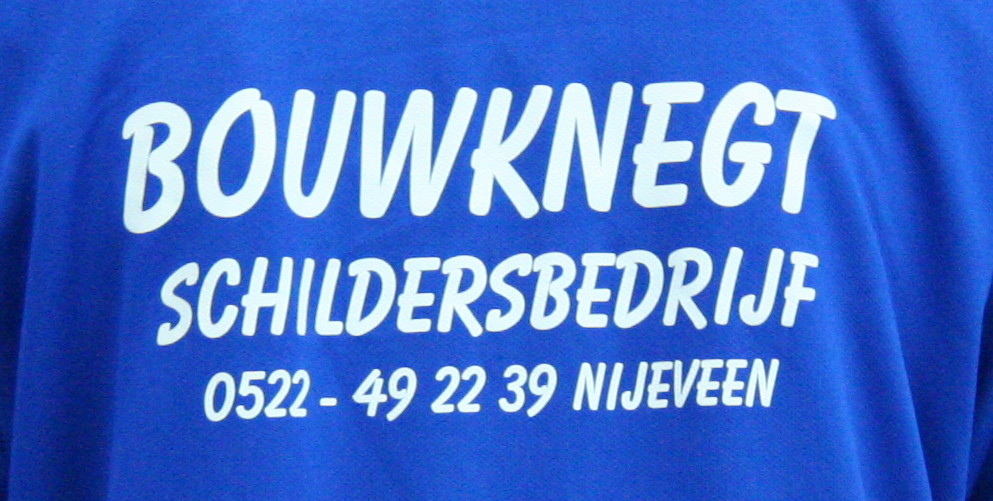 BOUWKNEGT
SCHILDERSBEDRIJF
0522 - 49 22 39 NIJEVEEN